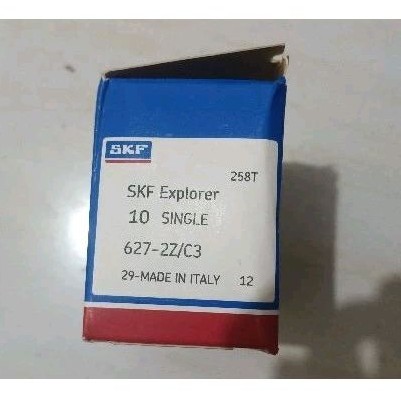 SKF
258T
SKF Explorer
10 SINGLE
627-2Z/C3
29-MADE IN ITALY 12